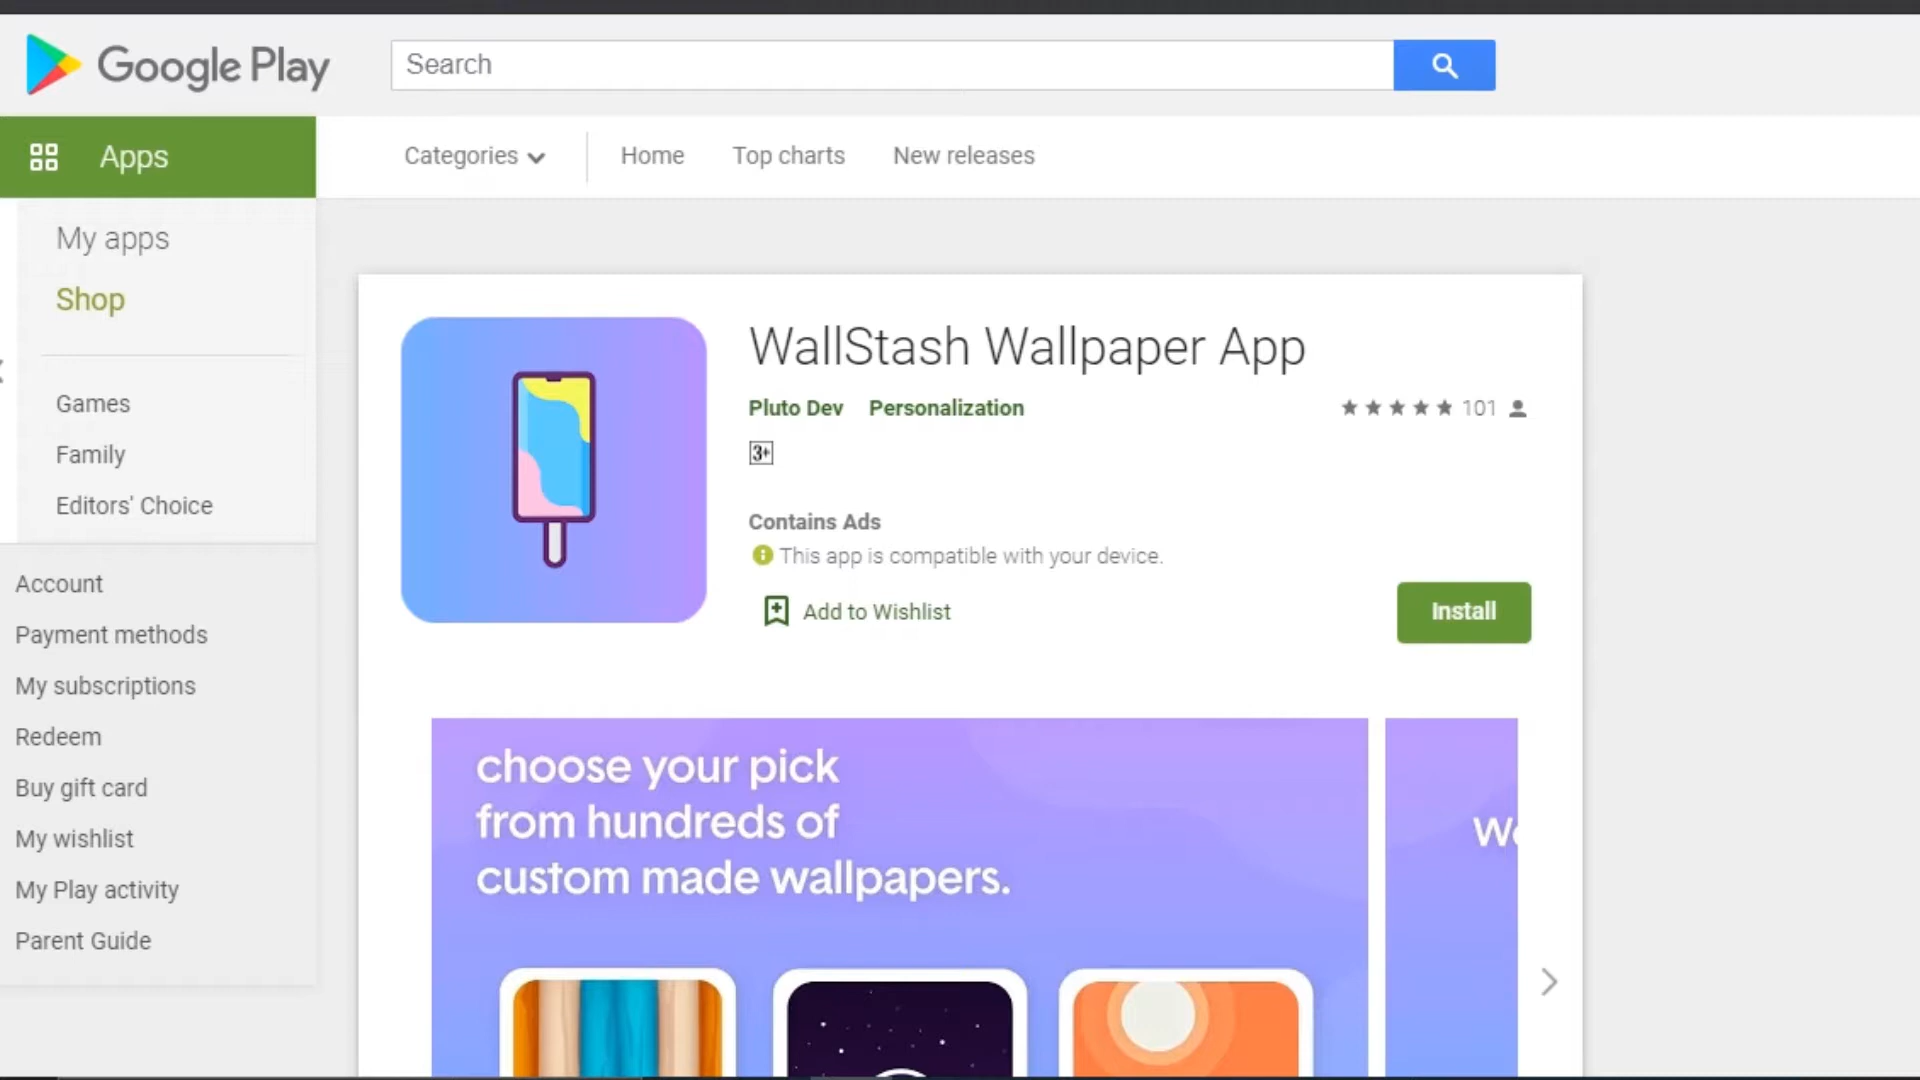 Google Play
Search
Apps
Categories
Home
Top charts
New releases
My apps
Shop
Games
Family
Editors' Choice
Account
Payment methods
My subscriptions
Redeem
Buy gift card
My wishlist
My Play activity
Parent Guide
WallStash Wallpaper App
Pluto Dev Personalization
101
3+
Contains Ads
This app is compatible with your device.
Add to Wishlist
Install
choose your pick
from hundreds of
custom made wallpapers.